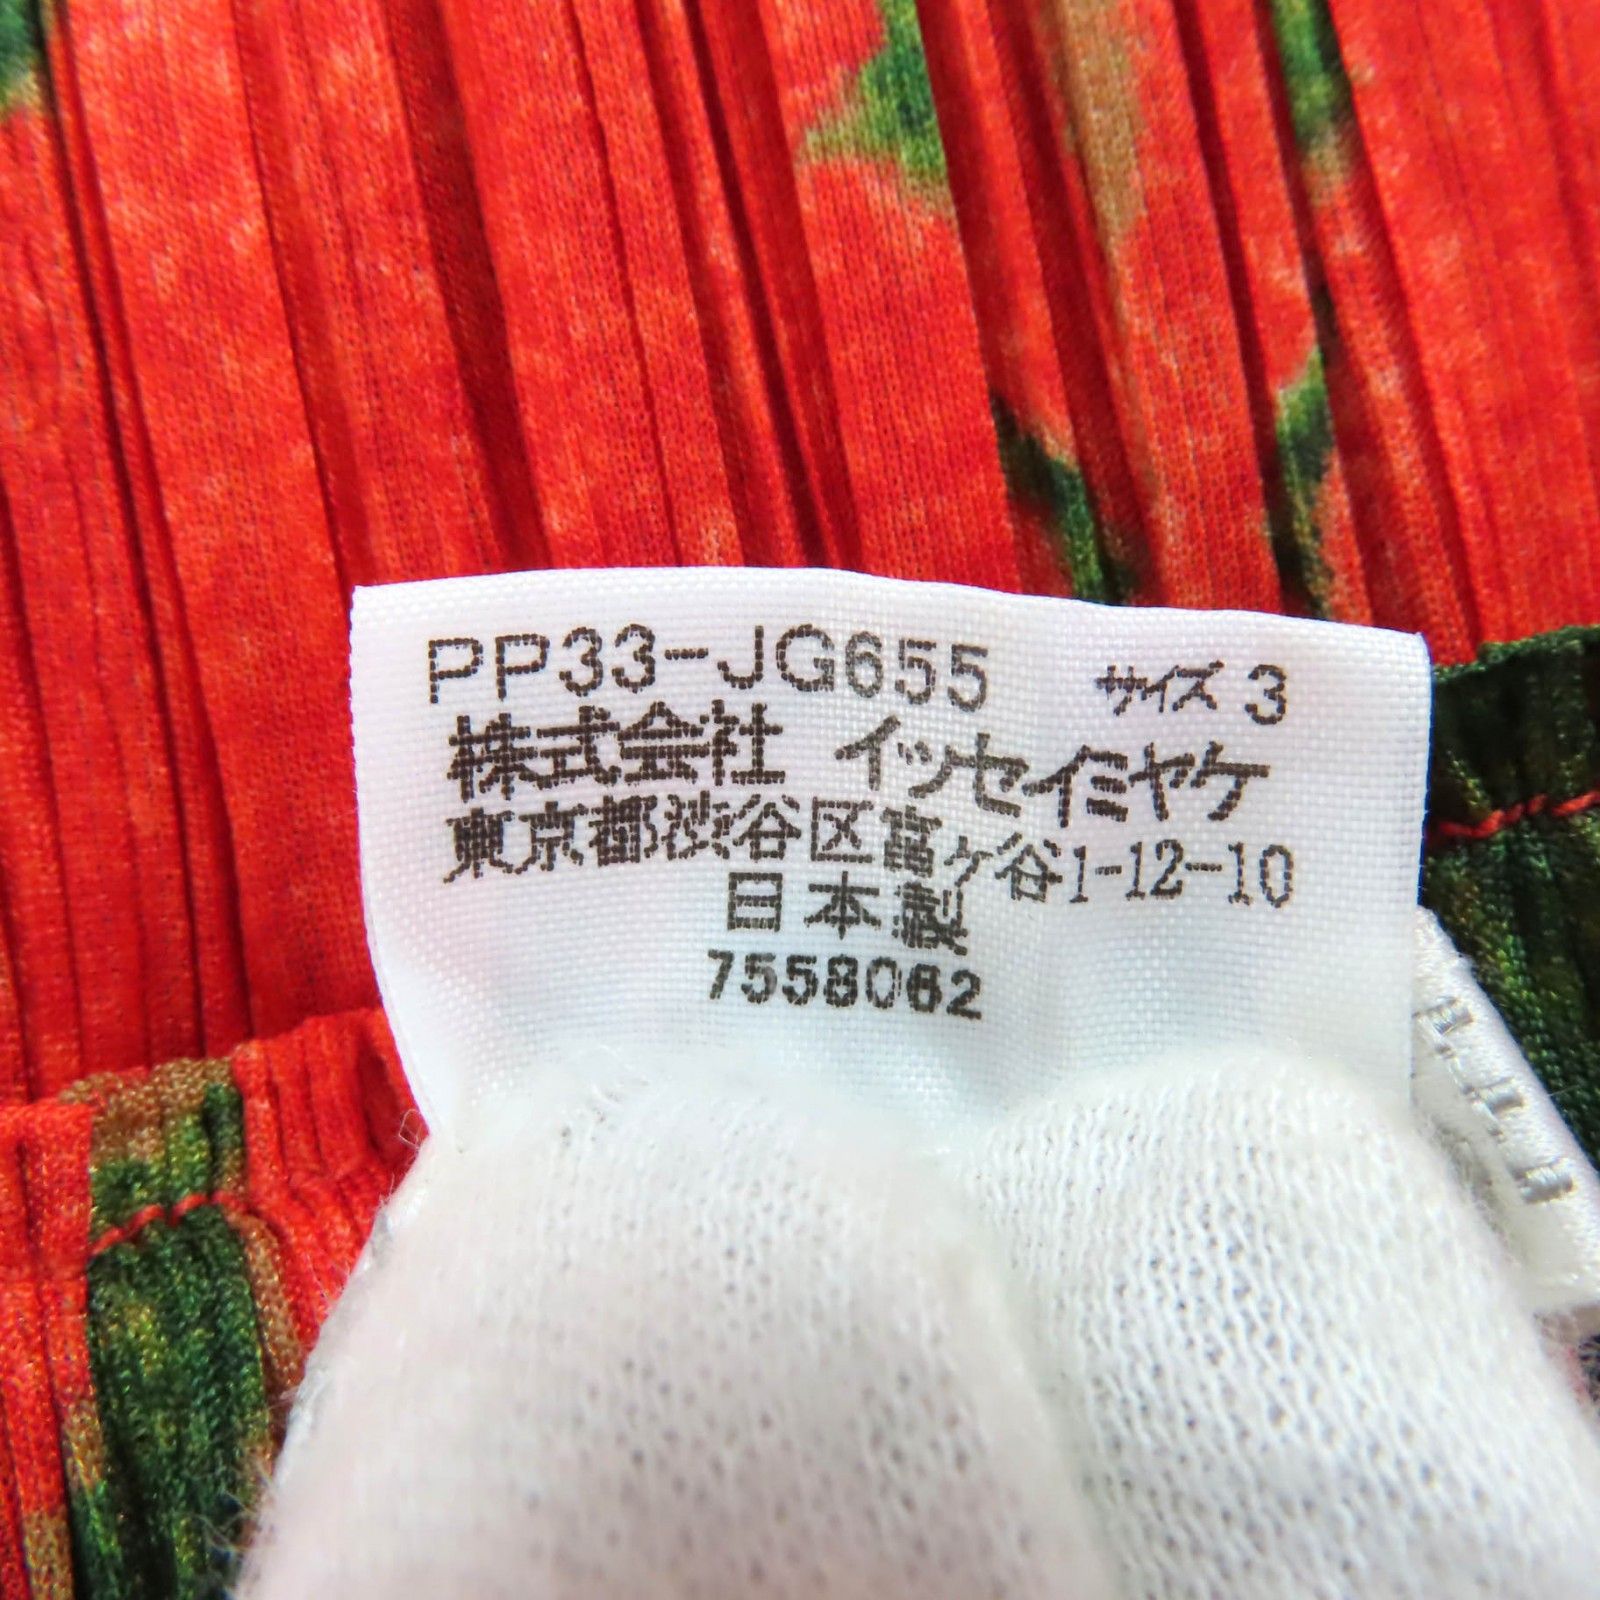 PP33-JG655 サイズ 3
株式会社 イッセイミヤケ
東京都渋谷区富ヶ谷1-12-10
日本製
7558062